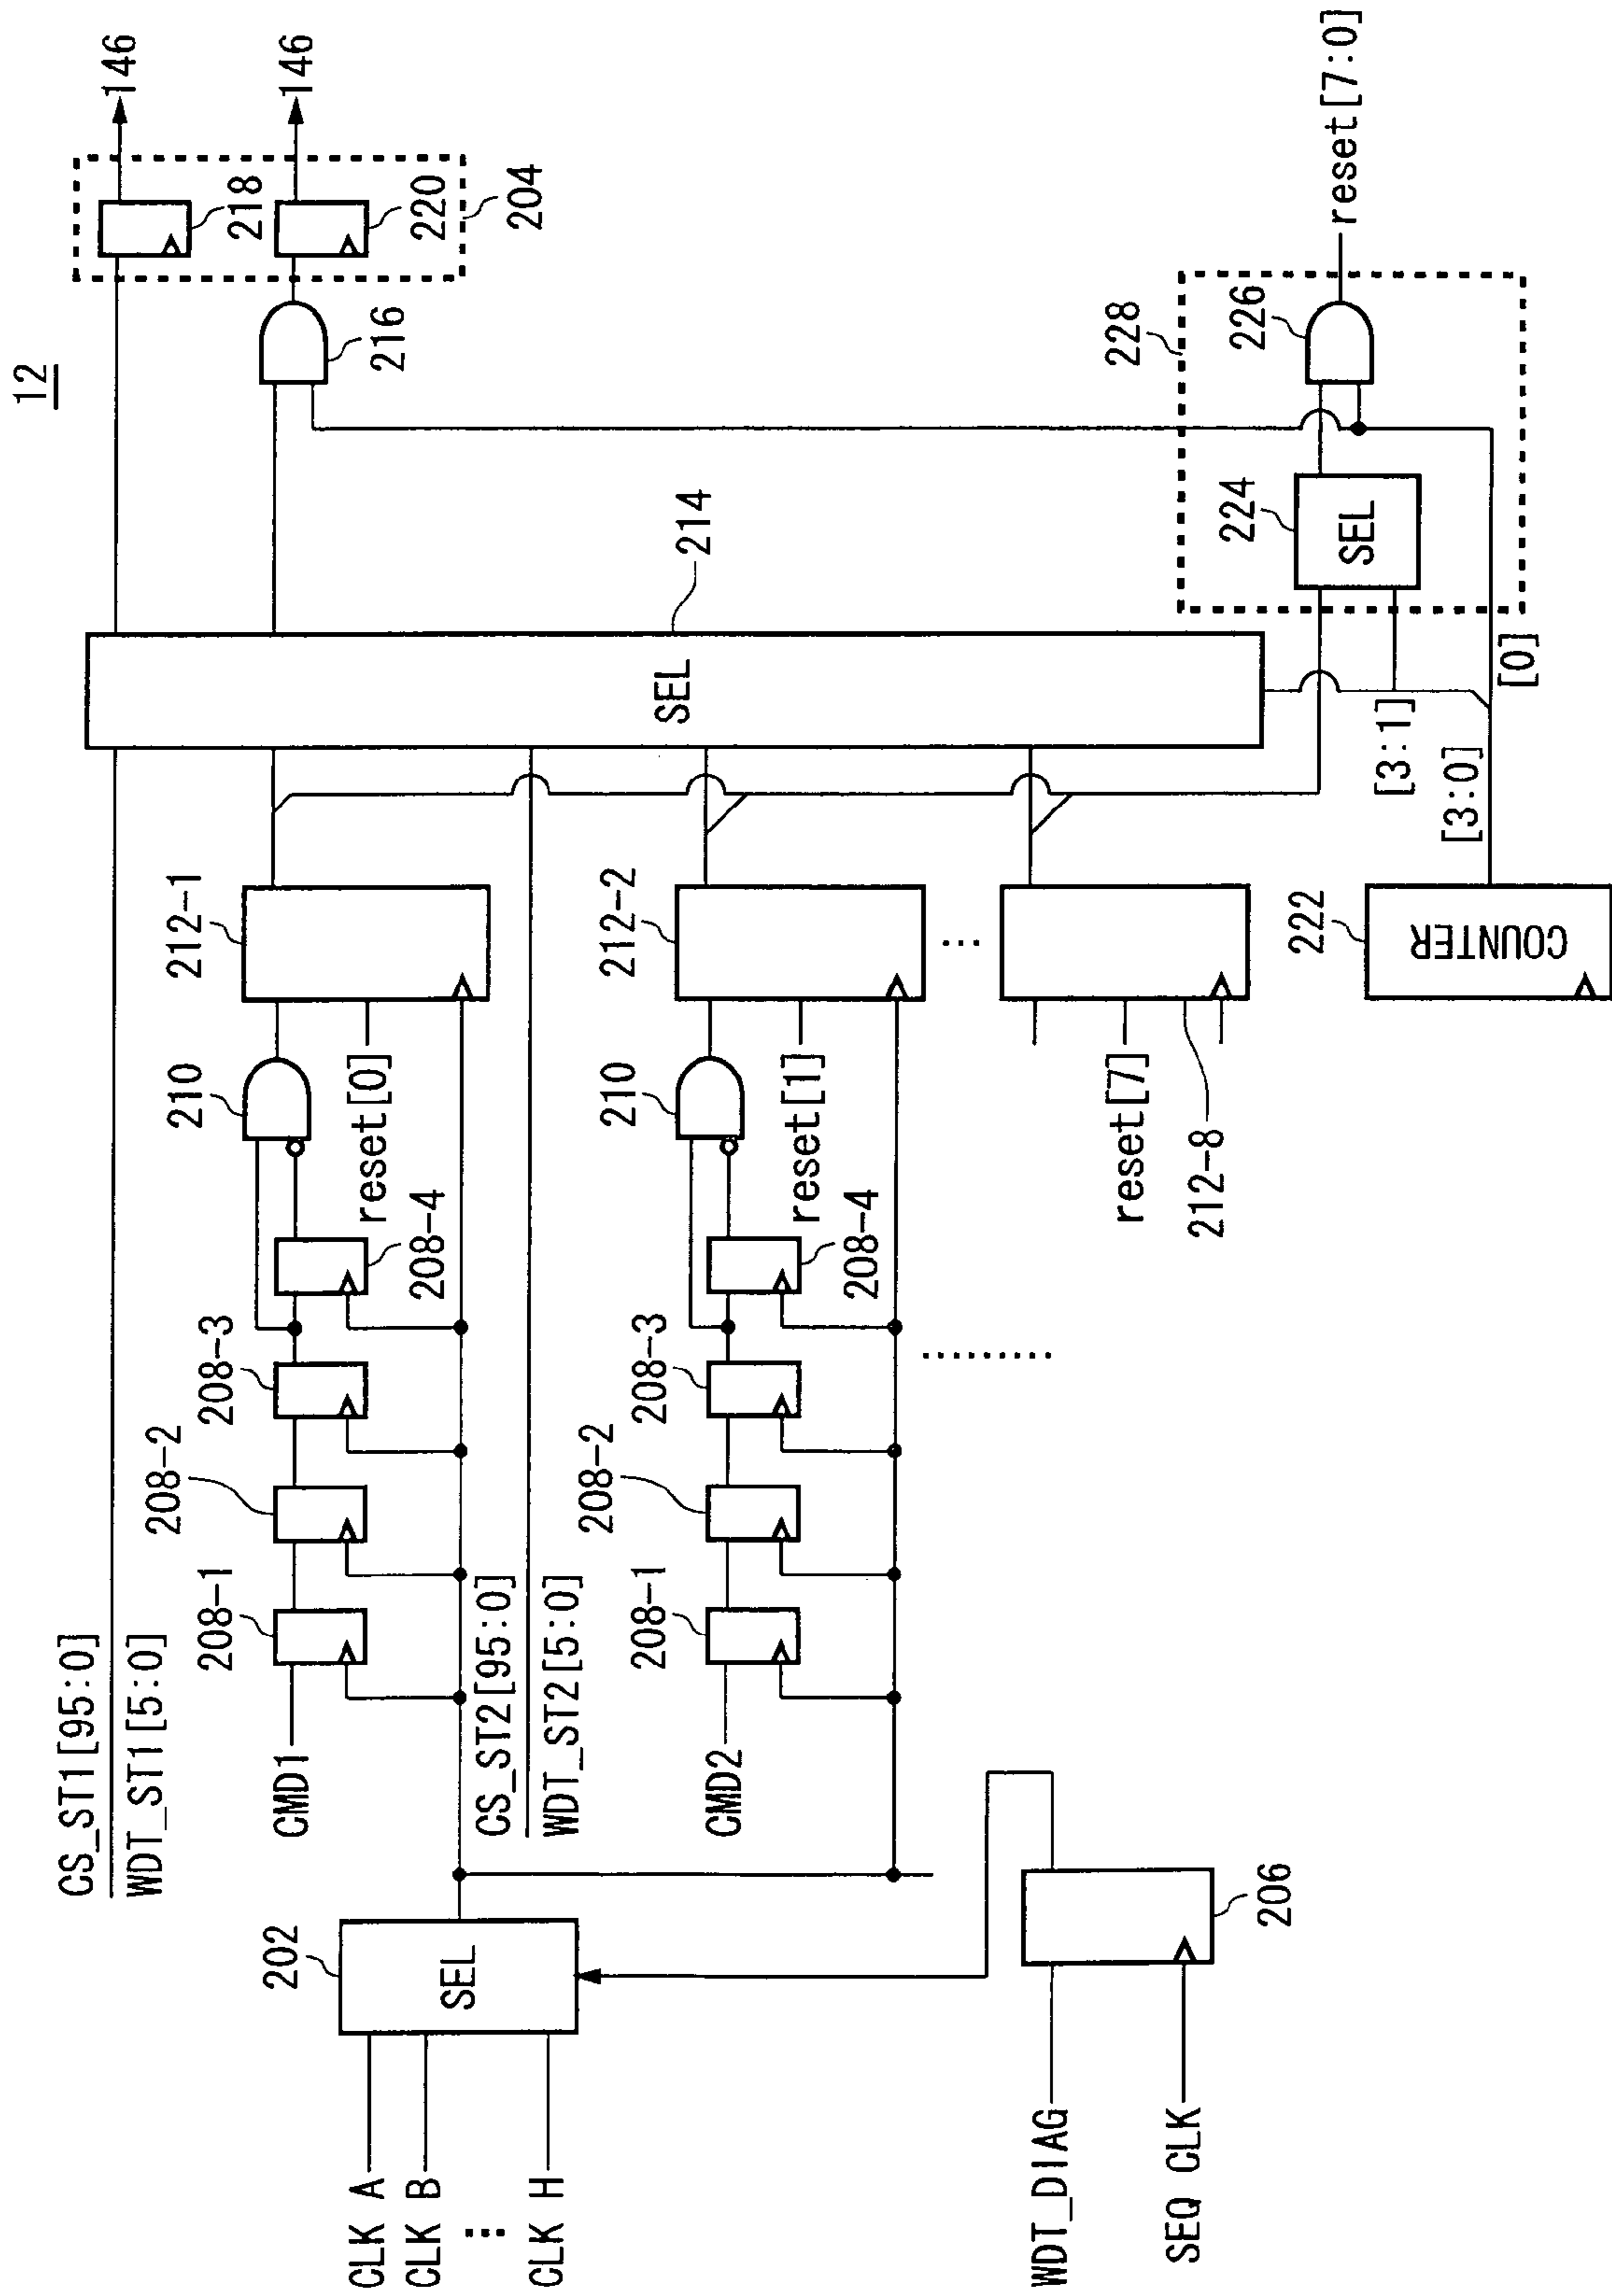 12
CS_ST1[95:0]
WDT_ST1[5:0]
146
146
218
220
204
216
CMD1
208-1
208-2
208-3
208-4
210
reset[0]
212-1
SEL
214
202
SEL
CLK A
CLK B
⋮
CLK H
CS_ST2[95:0]
WDT_ST2[5:0]
CMD2
208-1
208-2
208-3
208-4
210
reset[1]
212-2
...
.........
reset[7]
212-8
WDT_DIAG
SEQ CLK
206
222
COUNTER
[3:0]
[3:1]
[0]
224
SEL
226
228
reset[7:0]